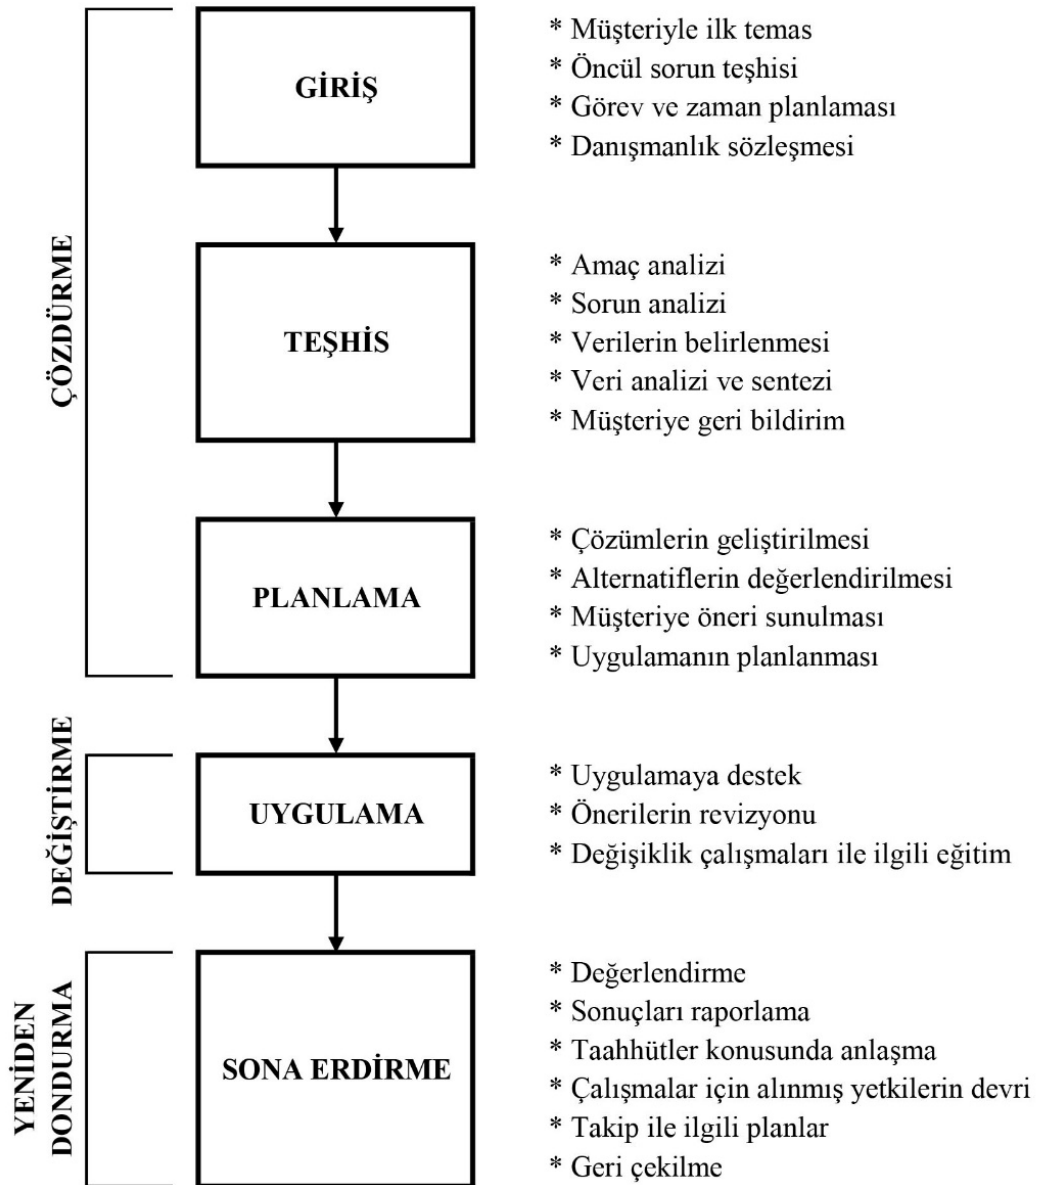 ÇÖZDÜRME
GİRİŞ
* Müşteriyle ilk temas
* Öncül sorun teşhisi
* Görev ve zaman planlaması
* Danışmanlık sözleşmesi
TEŞHİS
* Amaç analizi
* Sorun analizi
* Verilerin belirlenmesi
* Veri analizi ve sentezi
* Müşteriye geri bildirim
PLANLAMA
* Çözümlerin geliştirilmesi
* Alternatiflerin değerlendirilmesi
* Müşteriye öneri sunulması
* Uygulamanın planlanması
DEĞİŞTİRME
UYGULAMA
* Uygulamaya destek
* Önerilerin revizyonu
* Değişiklik çalışmaları ile ilgili eğitim
YENİDEN
DONDURMA
SONA ERDİRME
* Değerlendirme
* Sonuçları raporlama
* Taahhütler konusunda anlaşma
* Çalışmalar için alınmış yetkilerin devri
* Takip ile ilgili planlar
* Geri çekilme